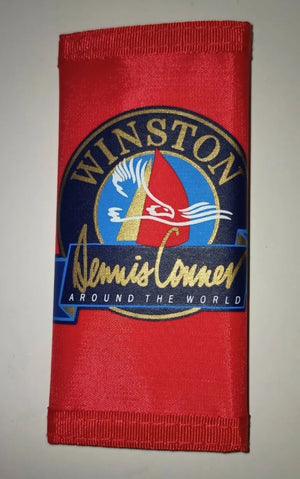 WINSTON
Dennis Conner
AROUND THE WORLD